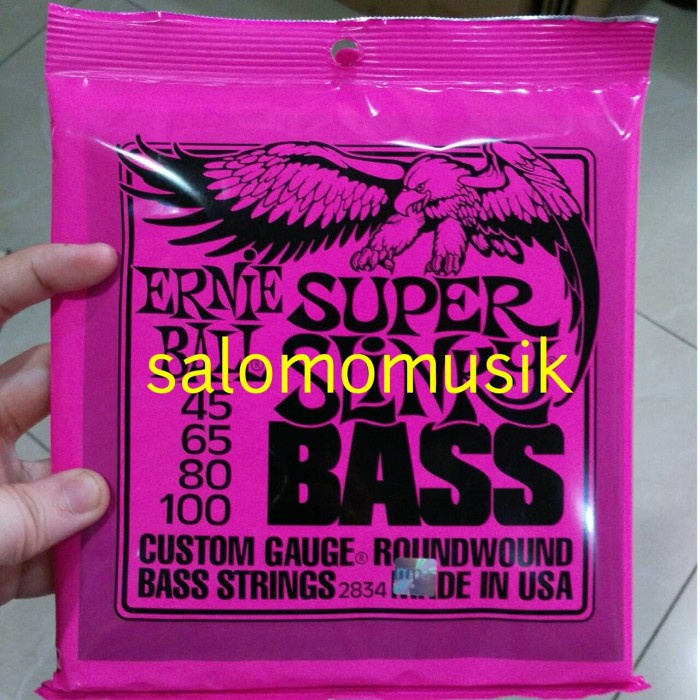 ERNIE
BALL®
SUPER
SLINKY
BASS
salomomusik
45
65
80
100
CUSTOM GAUGE® ROUNDWOUND
BASS STRINGS 2834 MADE IN USA